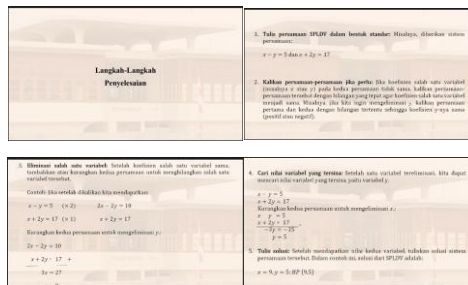 Langkah-Langkah
Penyelesaian
1. Tulis persamaan SPLDV dalam bentuk standar: Misalnya, diberikan sistem
persamaan:
x − y = 5 dan x + 2y = 17
2. Kalikan persamaan-persamaan jika perlu: Jika koefisien salah satu variabel
(misalnya x atau y) pada kedua persamaan tidak sama, kalikan persamaan-
persamaan tersebut dengan bilangan yang tepat agar koefisien salah satu variabel
menjadi sama. Misalnya, jika kita ingin mengeliminasi y, kalikan persamaan
pertama dan kedua dengan bilangan tertentu sehingga koefisien y-nya sama
(positif atau negatif).
3. Eliminasi salah satu variabel: Setelah koefisien salah satu variabel sama,
tambahkan atau kurangkan kedua persamaan untuk menghilangkan salah satu
variabel tersebut.
Contoh: Jika setelah dikalikan kita mendapatkan
x − y = 5 (×2) 2x − 2y = 10
x + 2y = 17 (×1) x + 2y = 17
Kurangkan kedua persamaan untuk mengeliminasi y:
2x − 2y = 10
x + 2y = 17 +
3x = 27
4. Cari nilai variabel yang tersisa: Setelah satu variabel tereliminasi, kita dapat
mencari nilai variabel yang tersisa, yaitu variabel y.
x − y = 5
x + 2y = 17
Kurangkan kedua persamaan untuk mengeliminasi x:
x − y = 5
x + 2y = 17 −
−3y = −15
y = 5
5. Tulis solusi: Setelah mendapatkan nilai kedua variabel, tuliskan solusi sistem
persamaan tersebut. Dalam contoh ini, solusi dari SPLDV adalah:
x = 9, y = 5; HP {9,5}